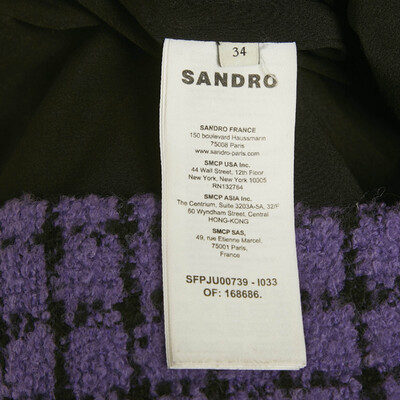 34
SANDRO
SANDRO FRANCE
150 boulevard Haussmann
75008 Paris
www.sandro-paris.com
SMCP USA Inc.
44 Wall Street, 12th Floor
New York, New York 10005
RN132764
SMCP ASIA Inc.
The Centrum, Suite 3203A-5A, 32/F
60 Wyndham Street, Central
HONG-KONG
SMCP SAS,
49, rue Etienne Marcel.
75001 Paris,
France
SFPJU00739 - I033
OF: 168686.